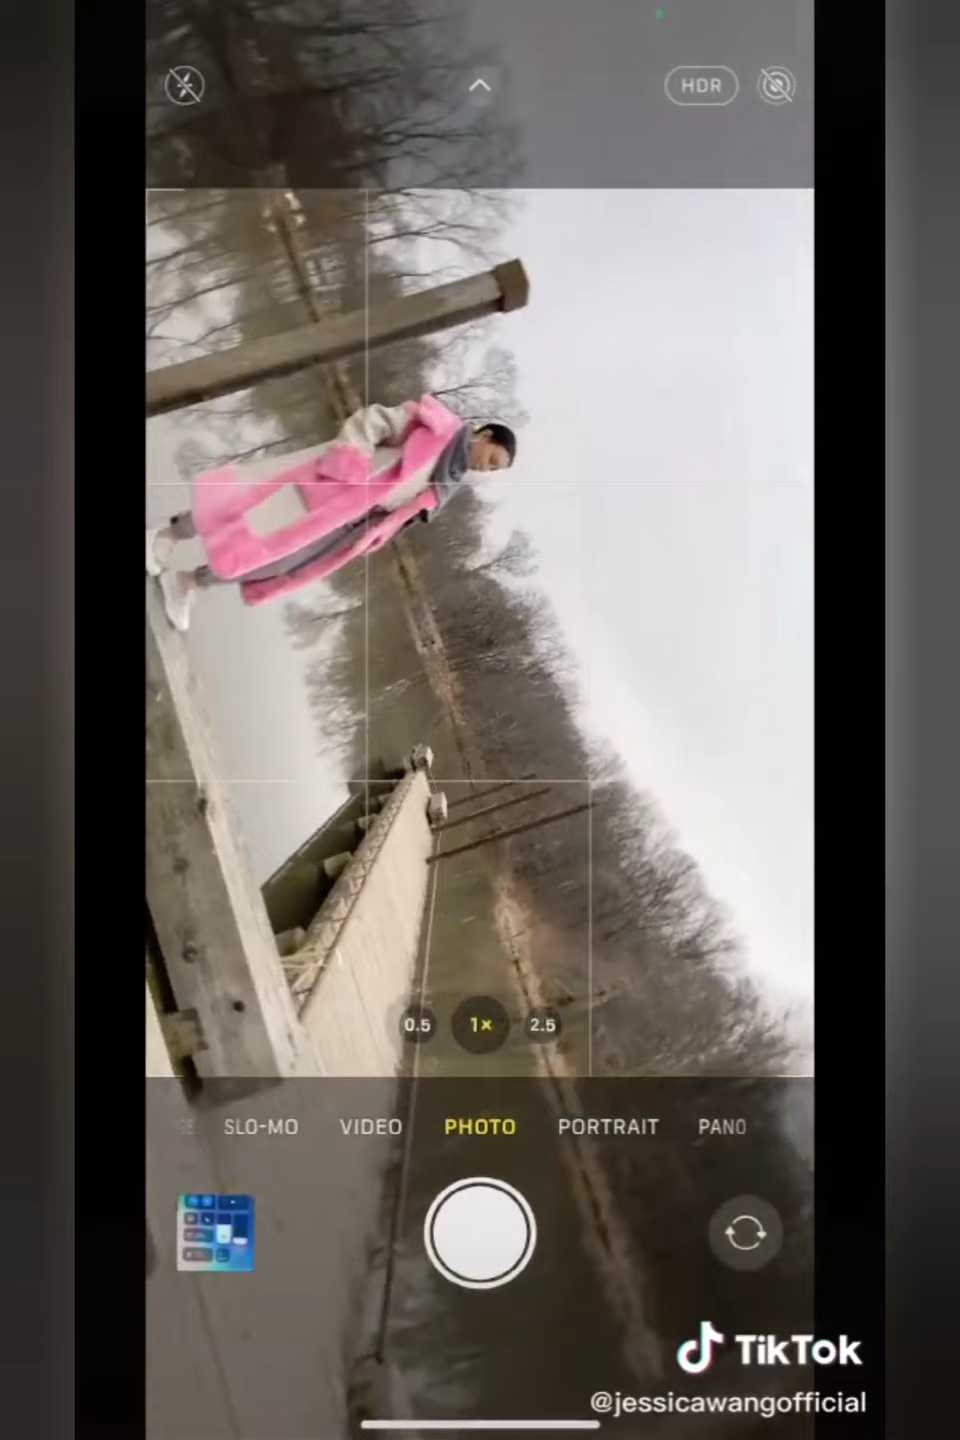 HDR
0.5 1× 2.5
SLO-MO VIDEO PHOTO PORTRAIT PANO
TikTok
@jessicawangofficial